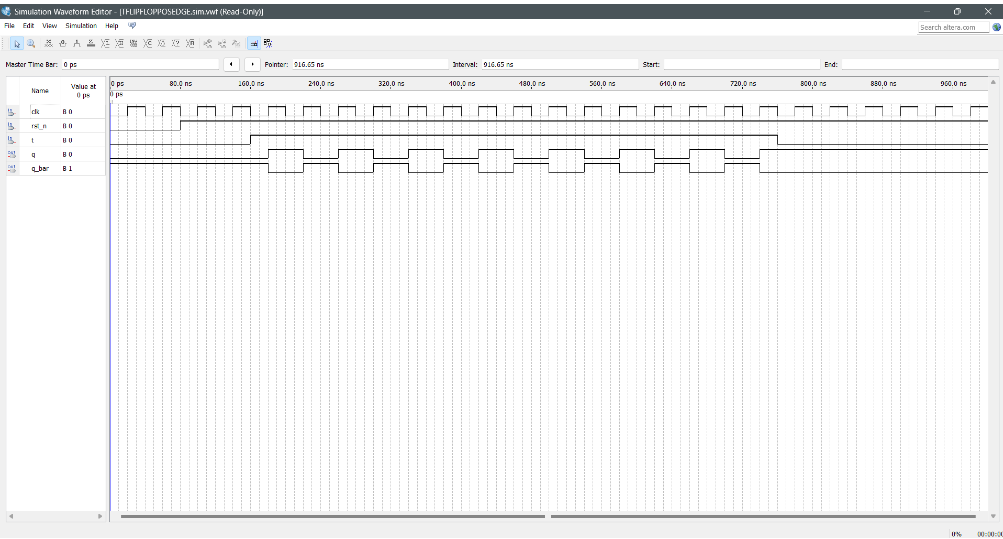 Simulation Waveform Editor - [TFLIPFLOPPOSEDGE.sim.vwf (Read-Only)]
File Edit View Simulation Help
Search altera.com
Master Time Bar: 0 ps Pointer: 916.65 ns Interval: 916.65 ns Start: End:
Name Value at 0 ps
0 ps 80.0 ns 160.0 ns 240.0 ns 320.0 ns 400.0 ns 480.0 ns 560.0 ns 640.0 ns 720.0 ns 800.0 ns 880.0 ns 960.0 ns
0 ps
clk B 0
rst_n B 0
t B 0
q B 0
q_bar B 1
0% 00:00:00